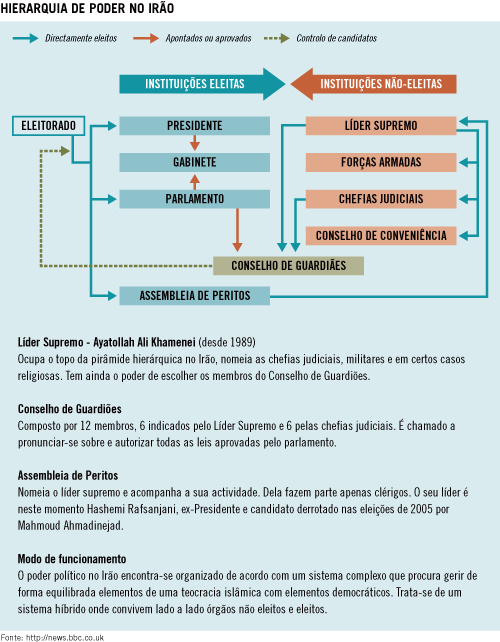 HIERARQUIA DE PODER NO IRÃO
Directamente eleitos
Apontados ou aprovados
Controlo de candidatos
INSTITUIÇÕES ELEITAS
INSTITUIÇÕES NÃO-ELEITAS
ELEITORADO
PRESIDENTE
LÍDER SUPREMO
GABINETE
FORÇAS ARMADAS
PARLAMENTO
CHEFIAS JUDICIAIS
CONSELHO DE CONVENIÊNCIA
CONSELHO DE GUARDIÃES
ASSEMBLEIA DE PERITOS
Líder Supremo - Ayatollah Ali Khamenei (desde 1989)
Ocupa o topo da pirâmide hierárquica no Irão, nomeia as chefias judiciais, militares e em certos casos
religiosas. Tem ainda o poder de escolher os membros do Conselho de Guardiões.
Conselho de Guardiões
Composto por 12 membros, 6 indicados pelo Líder Supremo e 6 pelas chefias judiciais. É chamado a
pronunciar-se sobre e autorizar todas as leis aprovadas pelo parlamento.
Assembleia de Peritos
Nomeia o líder supremo e acompanha a sua actividade. Dela fazem parte apenas clérigos. O seu líder é
neste momento Hashemi Rafsanjani, ex-Presidente e candidato derrotado nas eleições de 2005 por
Mahmoud Ahmadinejad.
Modo de funcionamento
O poder político no Irão encontra-se organizado de acordo com um sistema complexo que procura gerir de
forma equilibrada elementos de uma teocracia islâmica com elementos democráticos. Trata-se de um
sistema híbrido onde convivem lado a lado órgãos não eleitos e eleitos.
Fonte: http://news.bbc.co.uk